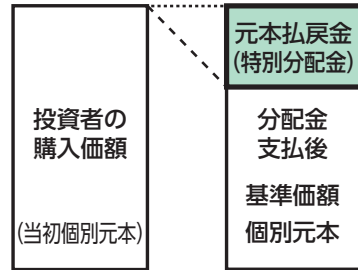 投資者の
購入価額
(当初個別元本)
元本払戻金
(特別分配金)
分配金
支払後
基準価額
個別元本